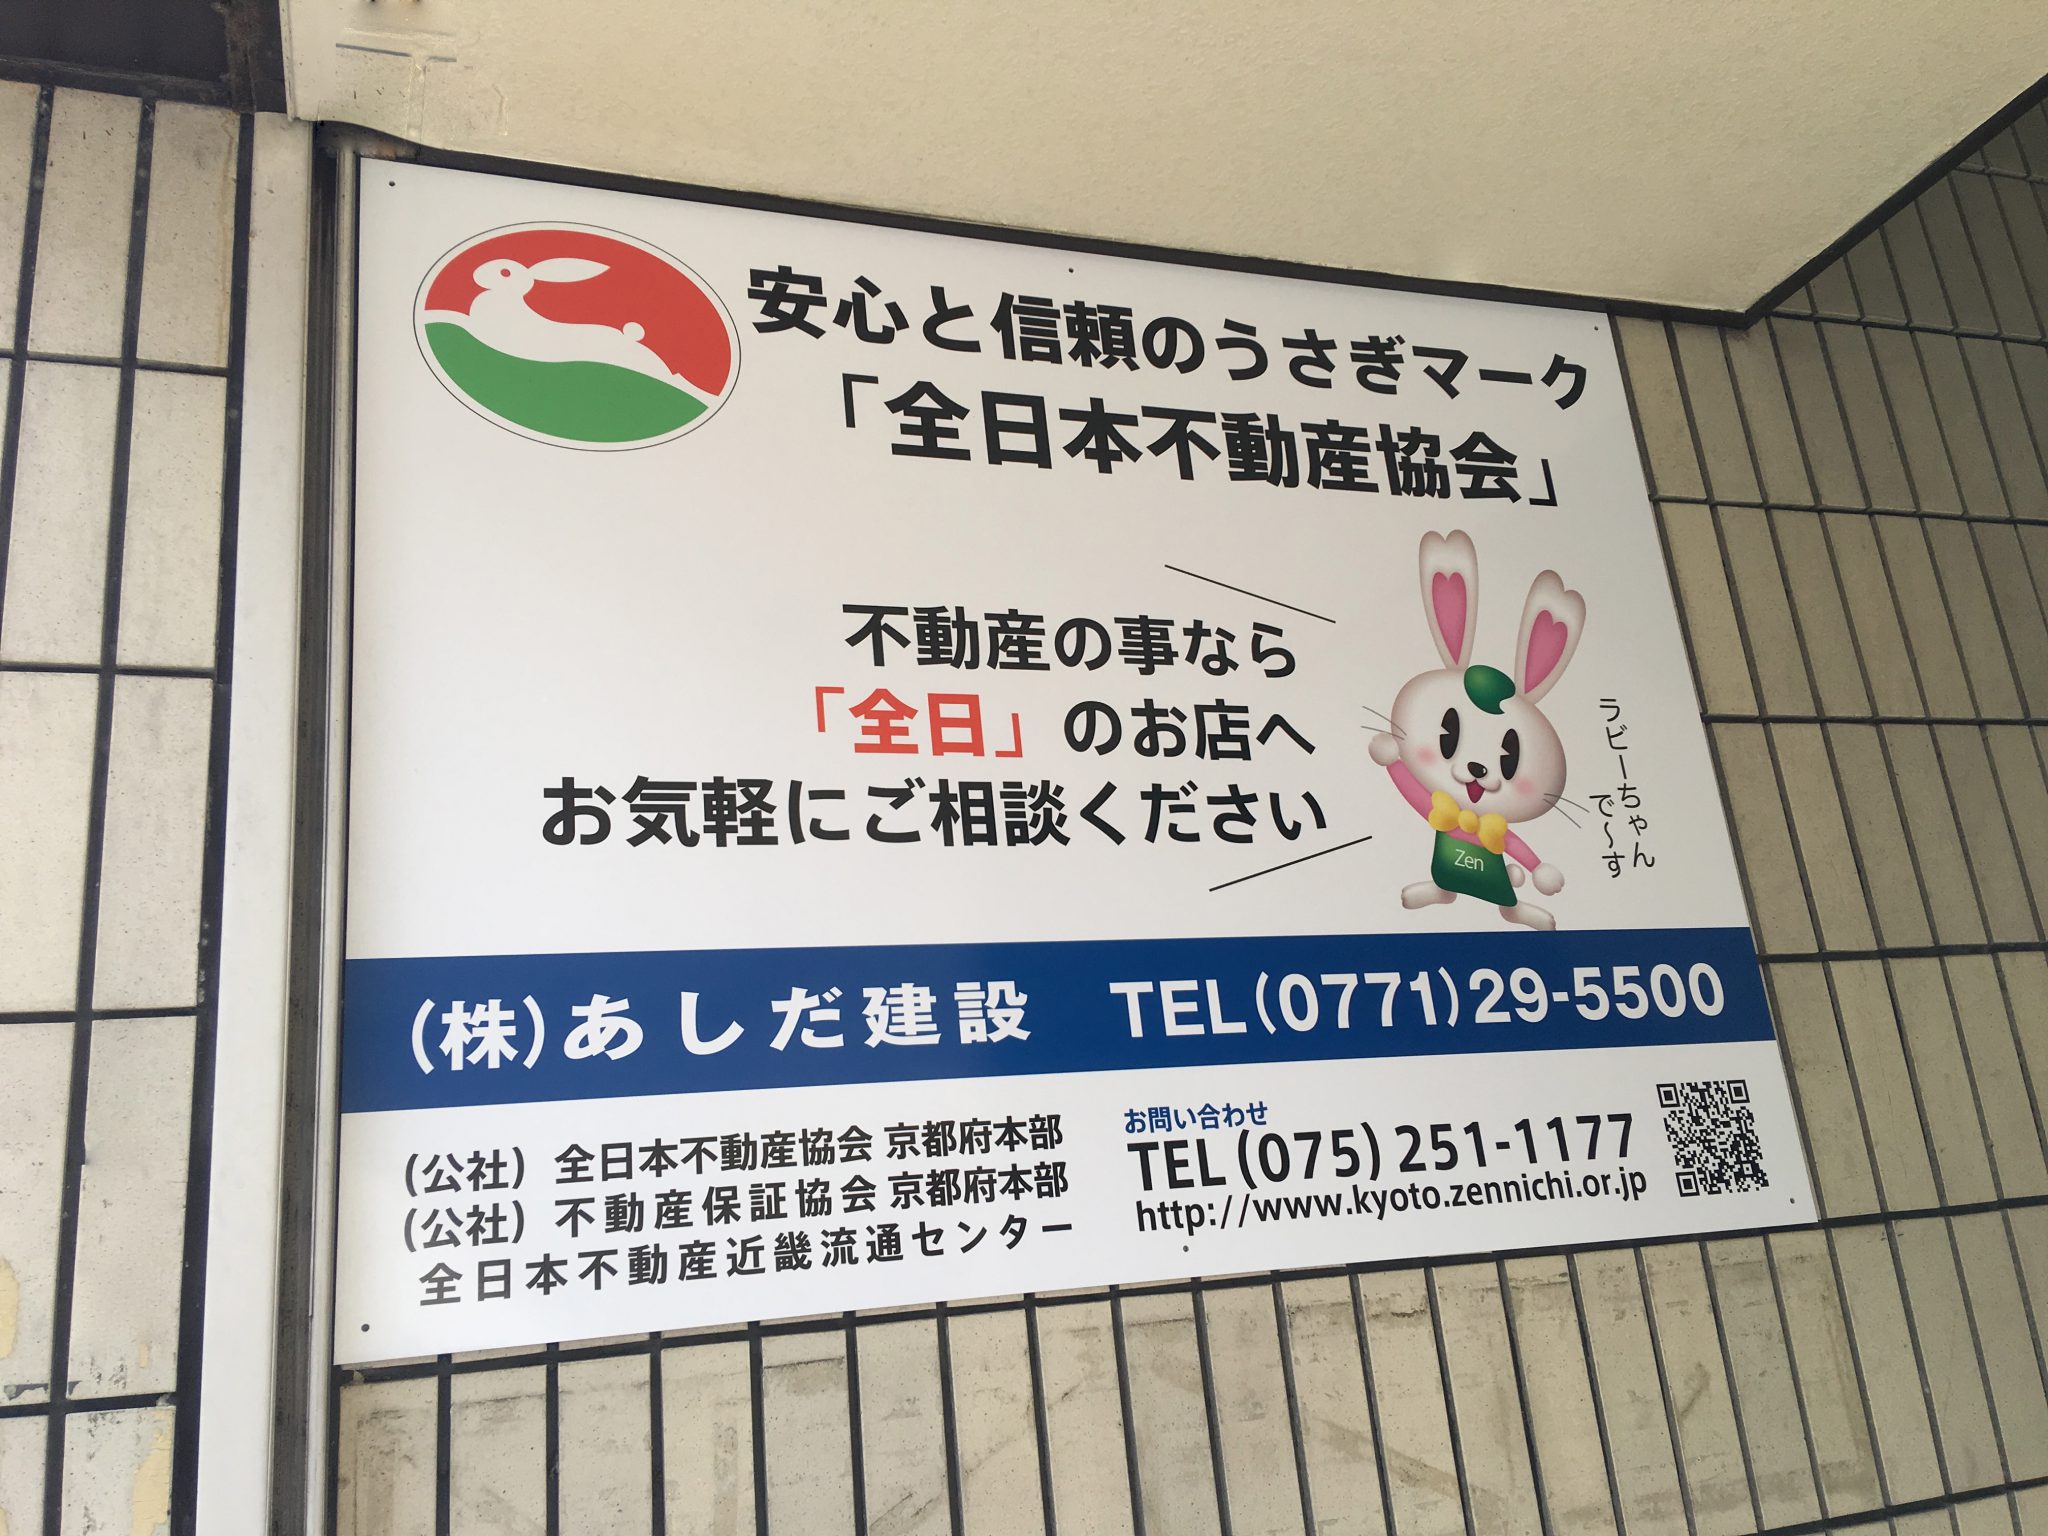 安心と信頼のうさぎマーク
「全日本不動産協会」
不動産の事なら
「全日」のお店へ
お気軽にご相談ください
ラビーちゃん
で〜す
Zen
(株)あしだ建設 TEL(0771)29-5500
(公社) 全日本不動産協会 京都府本部
(公社) 不動産保証協会 京都府本部
全日本不動産近畿流通センター
お問い合わせ
TEL(075)251-1177
http://www.kyoto.zennichi.or.jp